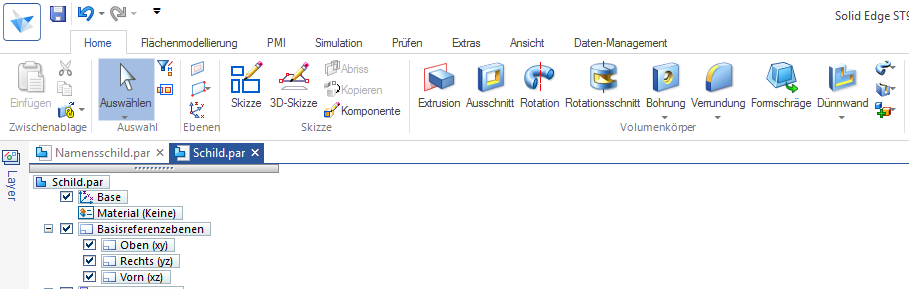 Solid Edge ST9
Home Flächenmodellierung PMI Simulation Prüfen Extras Ansicht Daten-Management
Einfügen Auswählen Skizze 3D-Skizze Abriss Kopieren Komponente Extrusion Ausschnitt Rotation Rotationsschnitt Bohrung Verrundung Formschräge Dünnwand
Zwischenablage Auswahl Ebenen Skizze Volumenkörper
Namensschild.par Schild.par
Layer
Schild.par
Base
Material (Keine)
Basisreferenzebenen
Oben (xy)
Rechts (yz)
Vorn (xz)